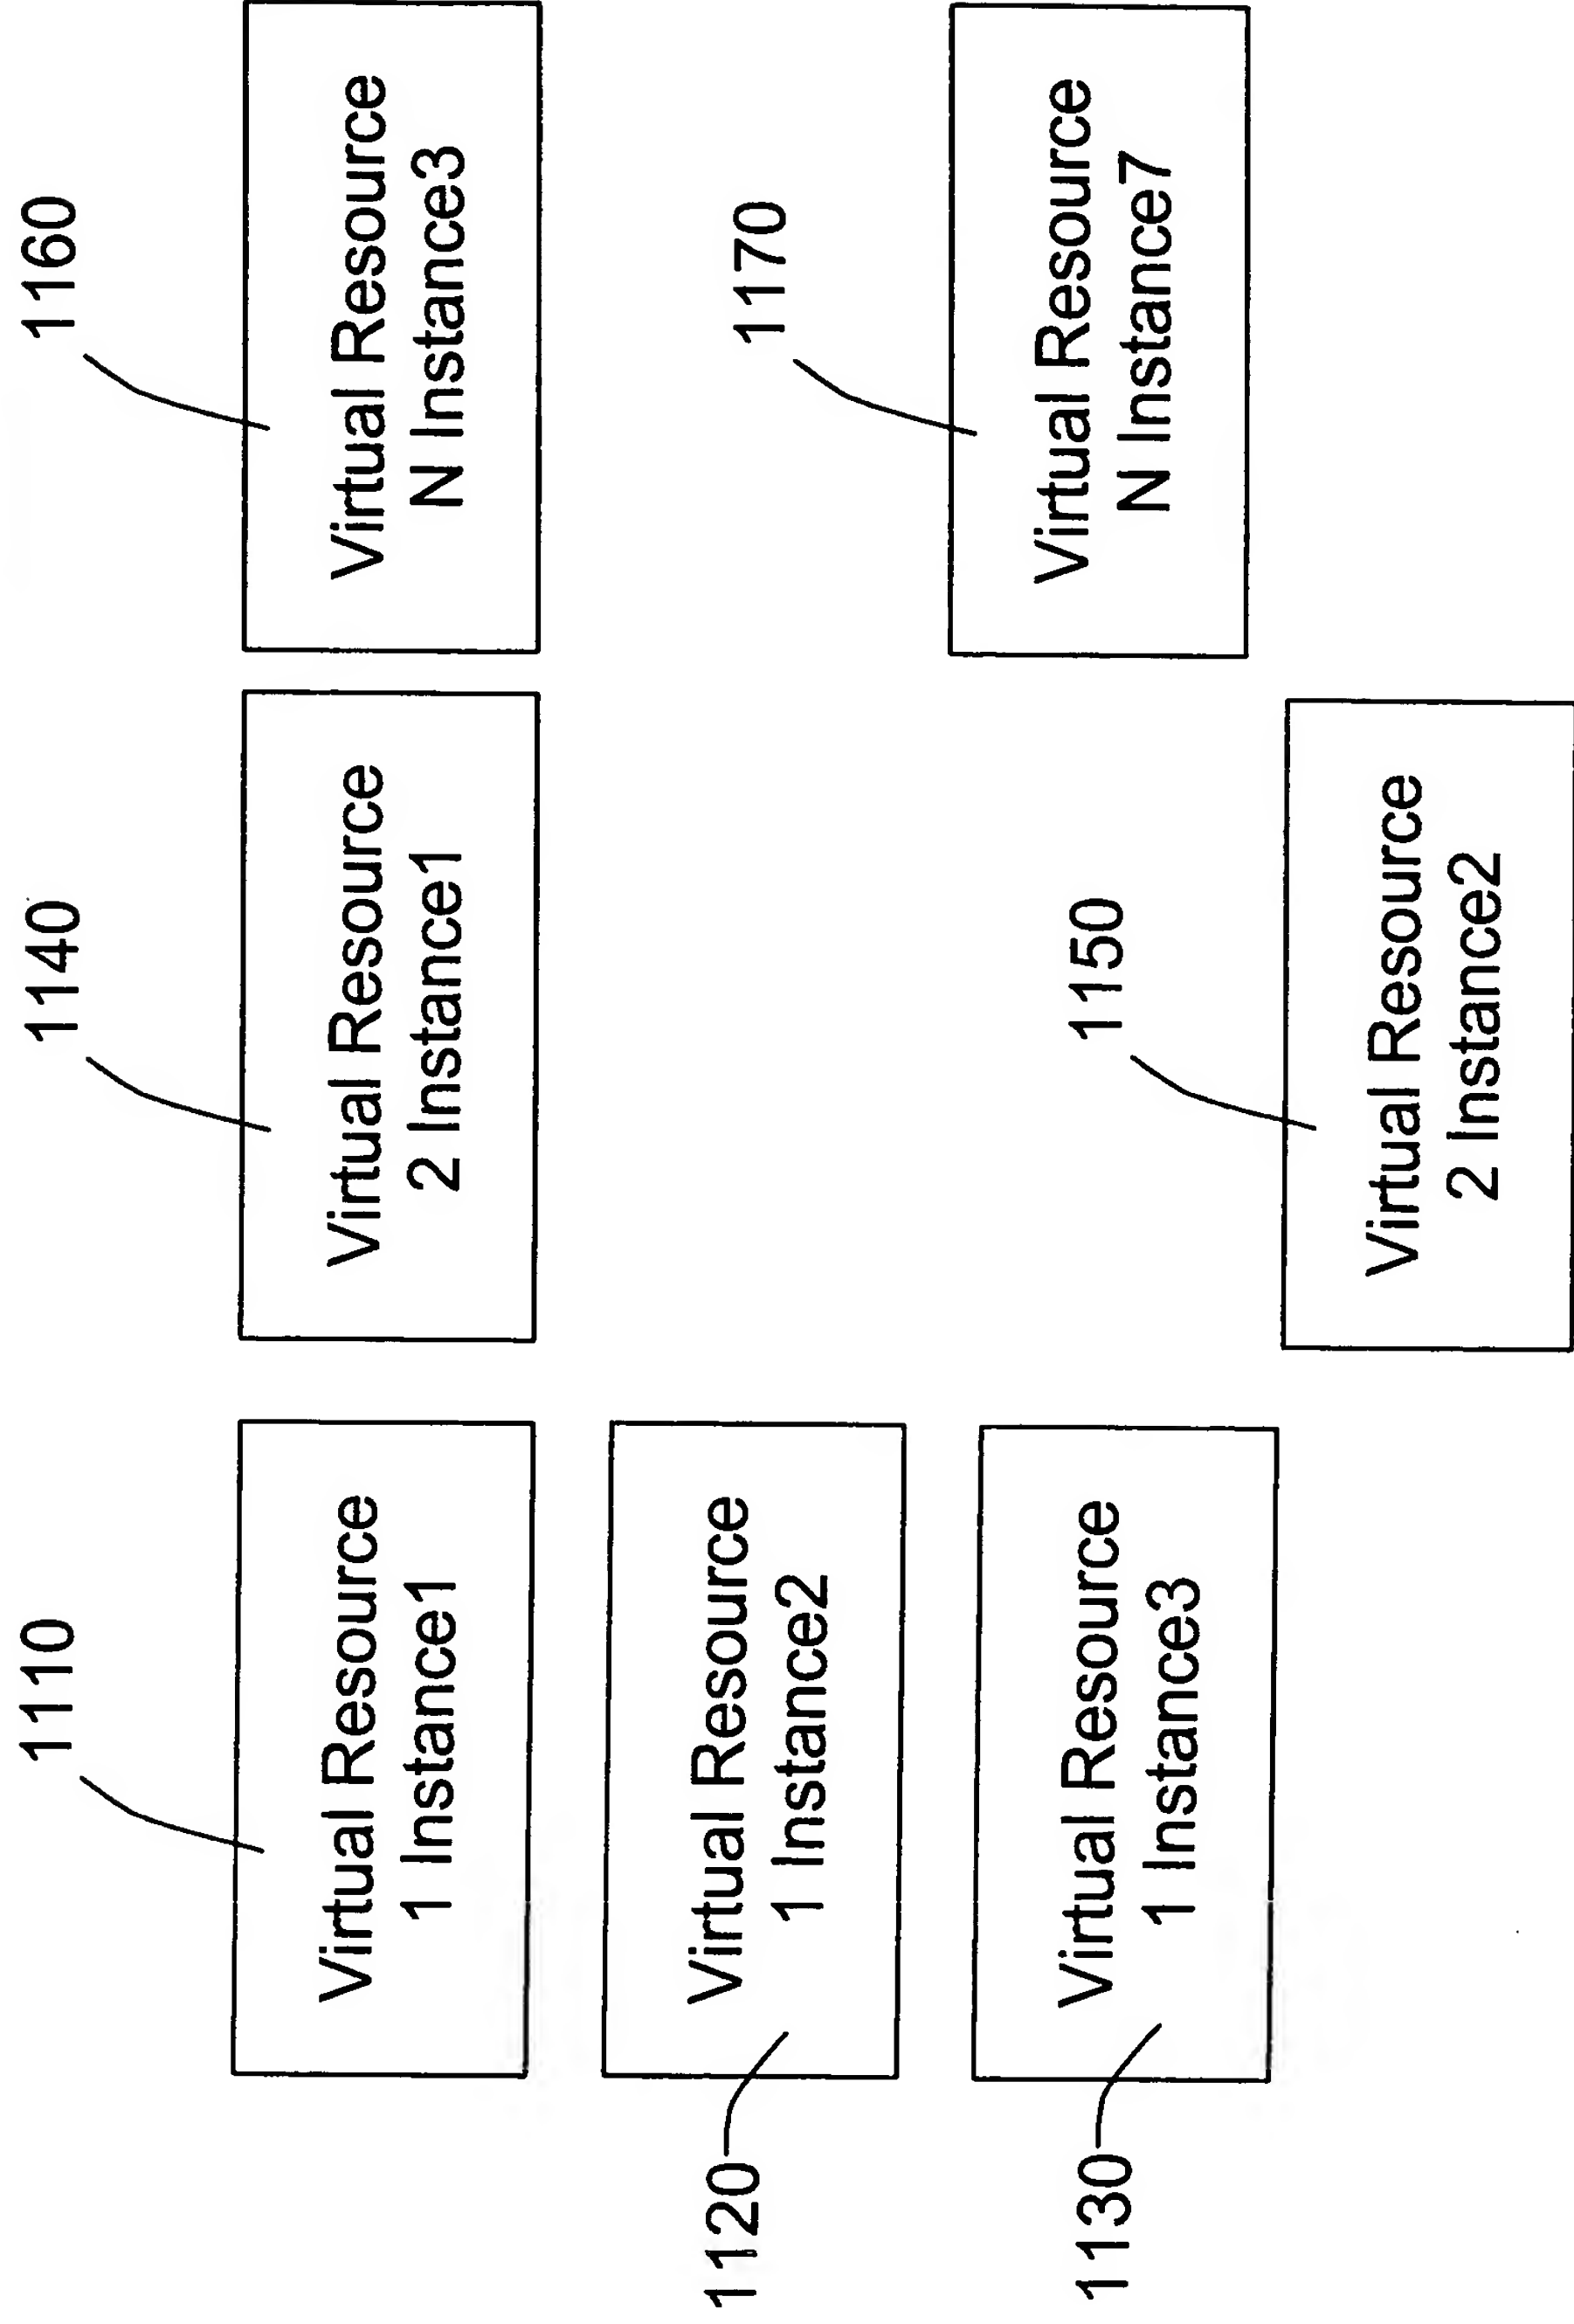 1110
Virtual Resource
1 Instance1
1120
Virtual Resource
1 Instance2
1130
Virtual Resource
1 Instance3
1140
Virtual Resource
2 Instance1
1150
Virtual Resource
2 Instance2
1160
Virtual Resource
N Instance3
1170
Virtual Resource
N Instance7